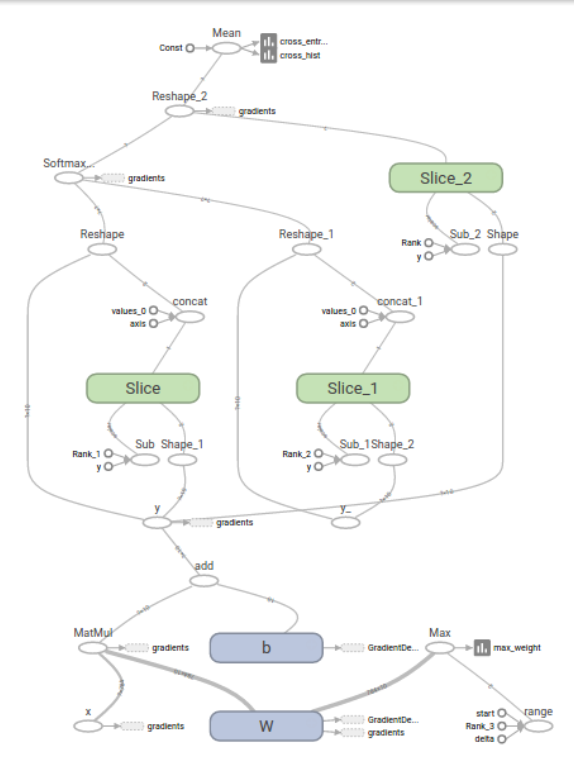 Mean
Const
cross_entr...
cross_hist
Reshape_2
gradients
Softmax...
gradients
Slice_2
Reshape
Reshape_1
Rank
y
Sub_2
Shape
values_0
axis
concat
values_0
axis
concat_1
Slice
Slice_1
Rank_1
y
Sub
Shape_1
Rank_2
y
Sub_1
Shape_2
y
gradients
y_
add
MatMul
gradients
b
GradientDe...
Max
max_weight
x
gradients
W
GradientDe...
gradients
start
Rank_3
delta
range